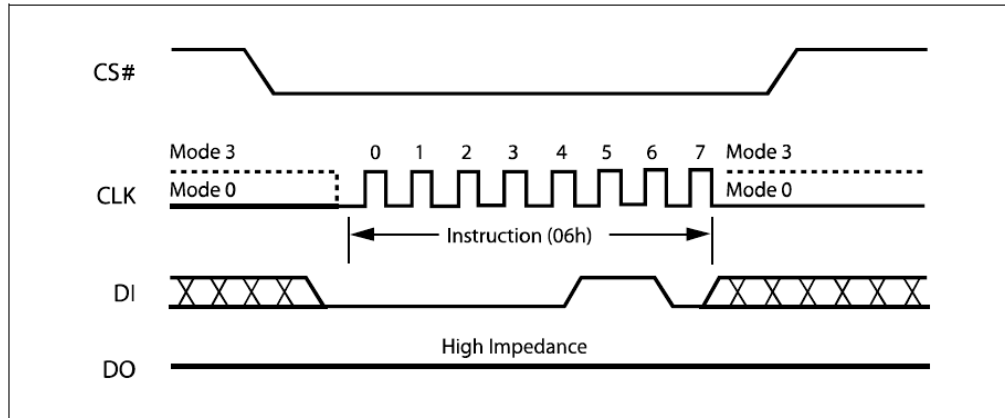 CS#
Mode 3 0 1 2 3 4 5 6 7 Mode 3
CLK Mode 0 Mode 0
Instruction (06h)
DI
High Impedance
DO